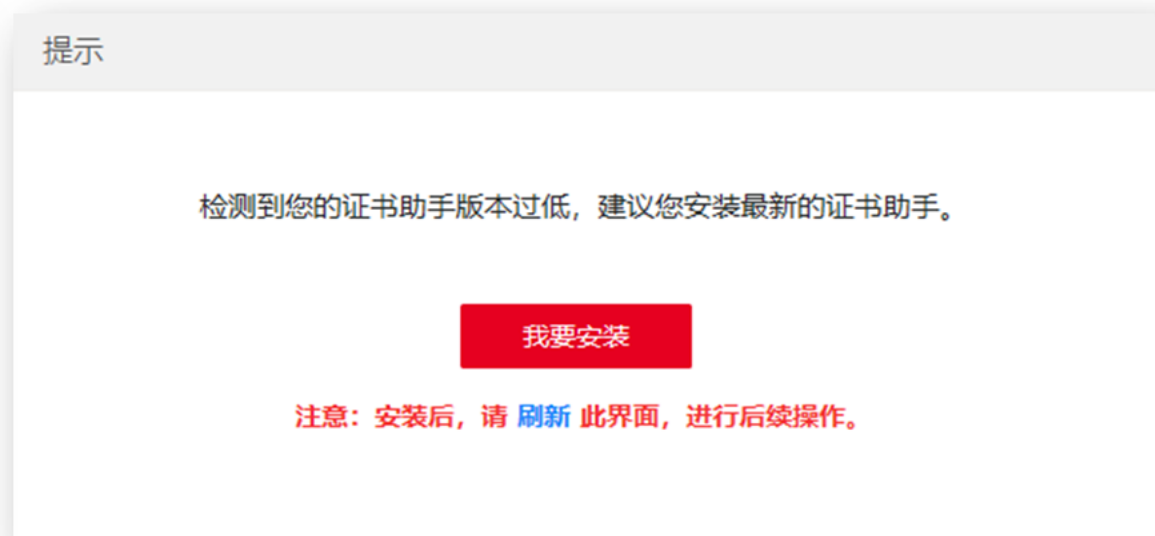 提示
检测到您的证书助手版本过低，建议您安装最新的证书助手。
我要安装
注意：安装后，请 刷新 此界面，进行后续操作。